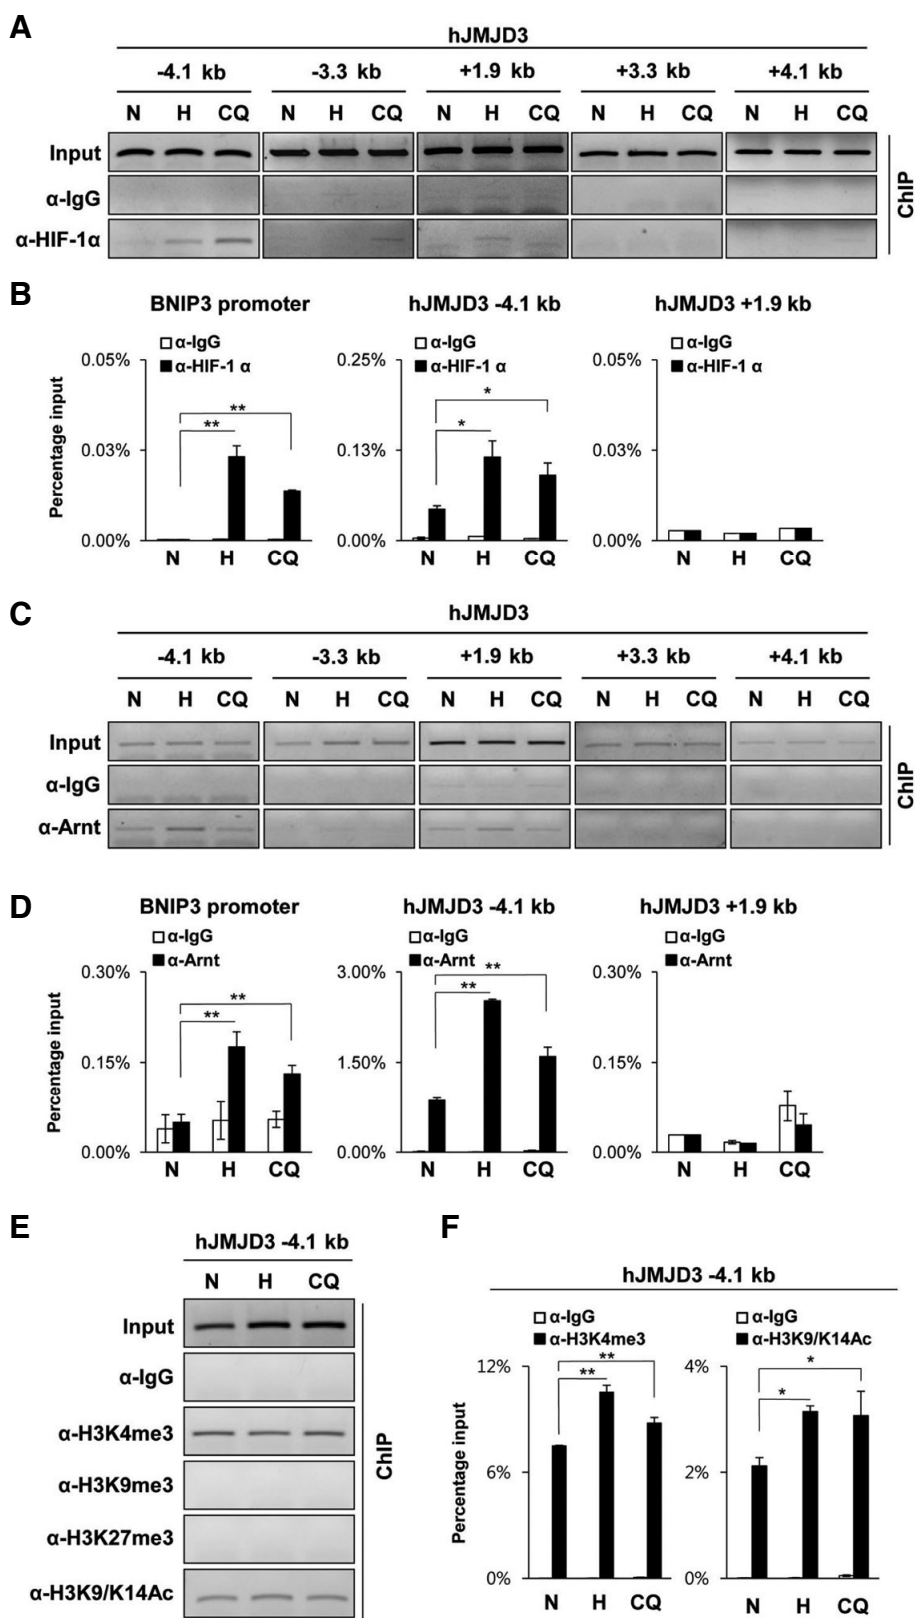 A
hJMJD3
-4.1 kb -3.3 kb +1.9 kb +3.3 kb +4.1 kb
N H CQ N H CQ N H CQ N H CQ N H CQ
Input
α-IgG
α-HIF-1α
ChIP
B
BNIP3 promoter hJMJD3 -4.1 kb hJMJD3 +1.9 kb
α-IgG α-IgG α-IgG
α-HIF-1 α α-HIF-1 α α-HIF-1 α
Percentage input
0.05% 0.25% 0.05%
** *
** *
0.03% 0.13% 0.03%
0.00% 0.00% 0.00%
N H CQ N H CQ N H CQ
C
hJMJD3
-4.1 kb -3.3 kb +1.9 kb +3.3 kb +4.1 kb
N H CQ N H CQ N H CQ N H CQ N H CQ
Input
α-IgG
α-Arnt
ChIP
D
BNIP3 promoter hJMJD3 -4.1 kb hJMJD3 +1.9 kb
α-IgG α-IgG α-IgG
α-Arnt α-Arnt α-Arnt
Percentage input
0.30% 3.00% 0.30%
** **
** **
0.15% 1.50% 0.15%
0.00% 0.00% 0.00%
N H CQ N H CQ N H CQ
E
hJMJD3 -4.1 kb
N H CQ
Input
α-IgG
α-H3K4me3
α-H3K9me3
α-H3K27me3
α-H3K9/K14Ac
ChIP
F
hJMJD3 -4.1 kb
α-IgG α-IgG
α-H3K4me3 α-H3K9/K14Ac
Percentage input
12% 4%
** *
** *
6% 2%
0% 0%
N H CQ N H CQ